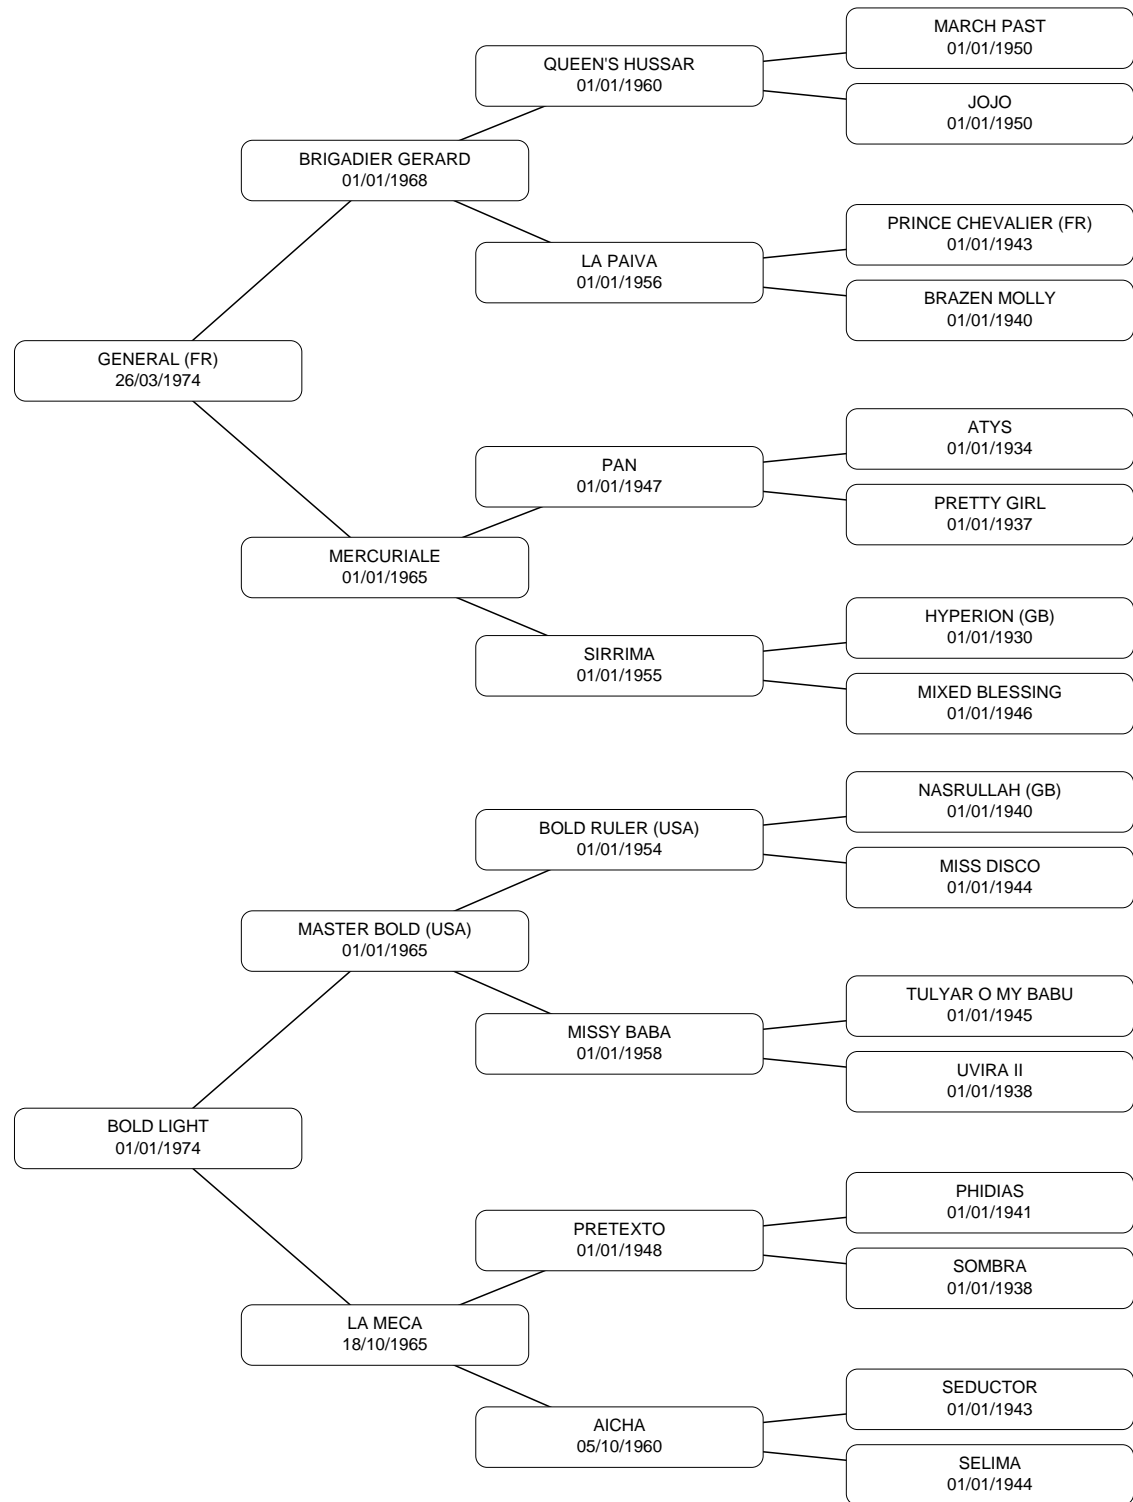 MARCH PAST
01/01/1950
QUEEN'S HUSSAR
01/01/1960
JOJO
01/01/1950
BRIGADIER GERARD
01/01/1968
PRINCE CHEVALIER (FR)
01/01/1943
LA PAIVA
01/01/1956
BRAZEN MOLLY
01/01/1940
GENERAL (FR)
26/03/1974
ATYS
01/01/1934
PAN
01/01/1947
PRETTY GIRL
01/01/1937
MERCURIALE
01/01/1965
HYPERION (GB)
01/01/1930
SIRRIMA
01/01/1955
MIXED BLESSING
01/01/1946
NASRULLAH (GB)
01/01/1940
BOLD RULER (USA)
01/01/1954
MISS DISCO
01/01/1944
MASTER BOLD (USA)
01/01/1965
TULYAR O MY BABU
01/01/1945
MISSY BABA
01/01/1958
UVIRA II
01/01/1938
BOLD LIGHT
01/01/1974
PHIDIAS
01/01/1941
PRETEXTO
01/01/1948
SOMBRA
01/01/1938
LA MECA
18/10/1965
SEDUCTOR
01/01/1943
AICHA
05/10/1960
SELIMA
01/01/1944